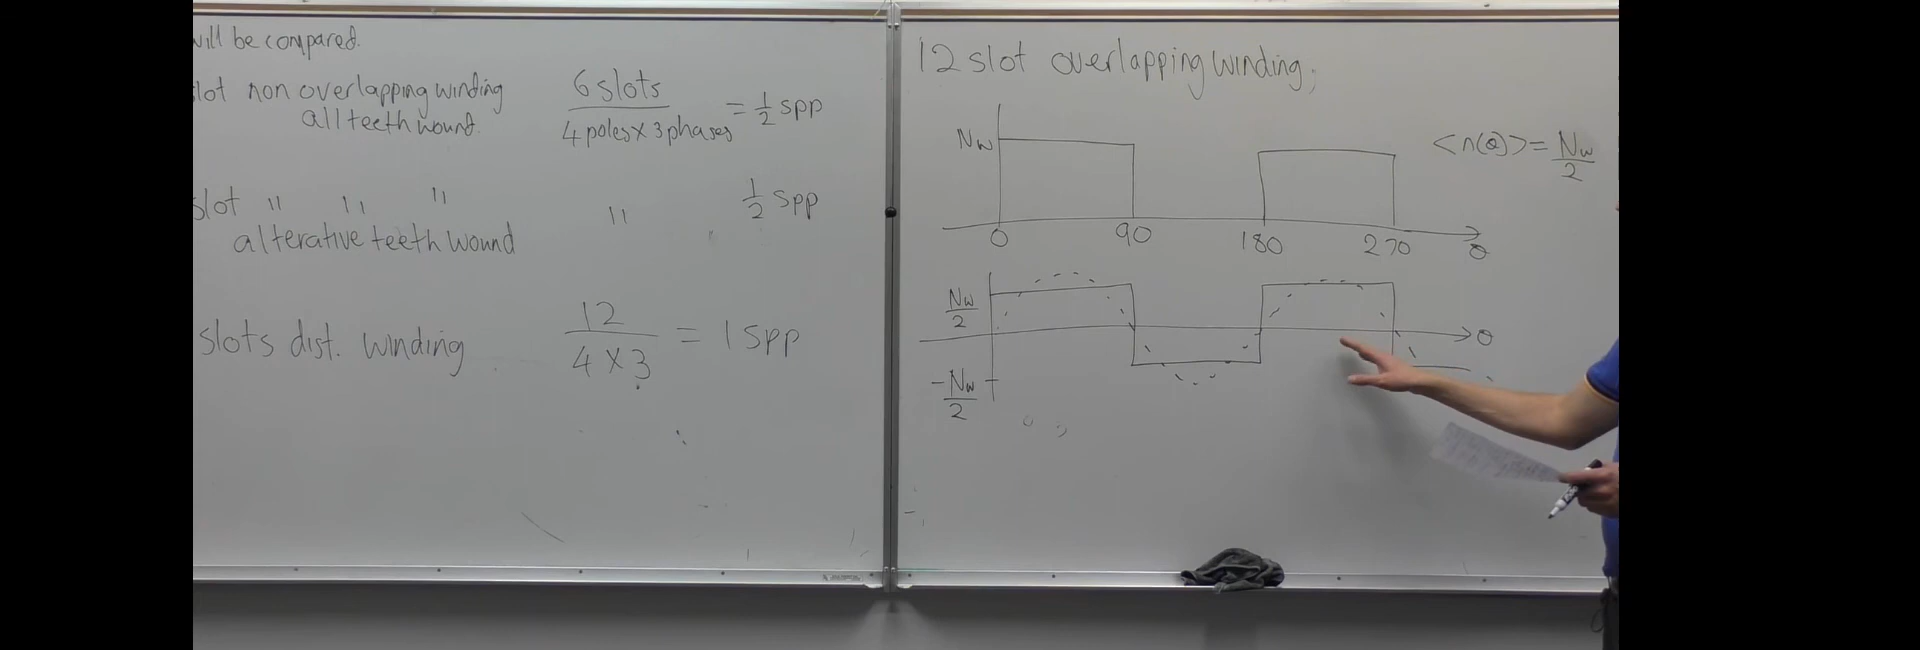 will be compared.
slot non overlapping winding
all teeth wound.
6 slots
4 poles x 3 phases
= 1/2 spp
slot " " "
alterative teeth wound
"
1/2 spp
slots dist. winding
12
4 x 3
= 1 spp
12 slot overlapping winding;
Nw
0 90 180 270 θ
<n(θ)> = Nw/2
Nw/2
θ
-Nw/2